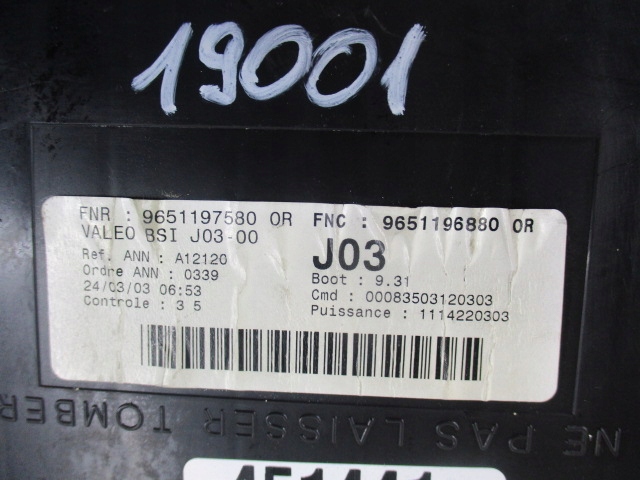 19001
FNR : 9651197580 OR FNC : 9651196880 OR
VALEO BSI J03-00
J03
Ref. ANN : A12120
Ordre ANN : 0339
Boot : 9.31
24/03/03 06:53
Cmd : 00083503120303
Controle : 3 5
Puissance : 1114220303
NE PAS LAISSER TOMBER